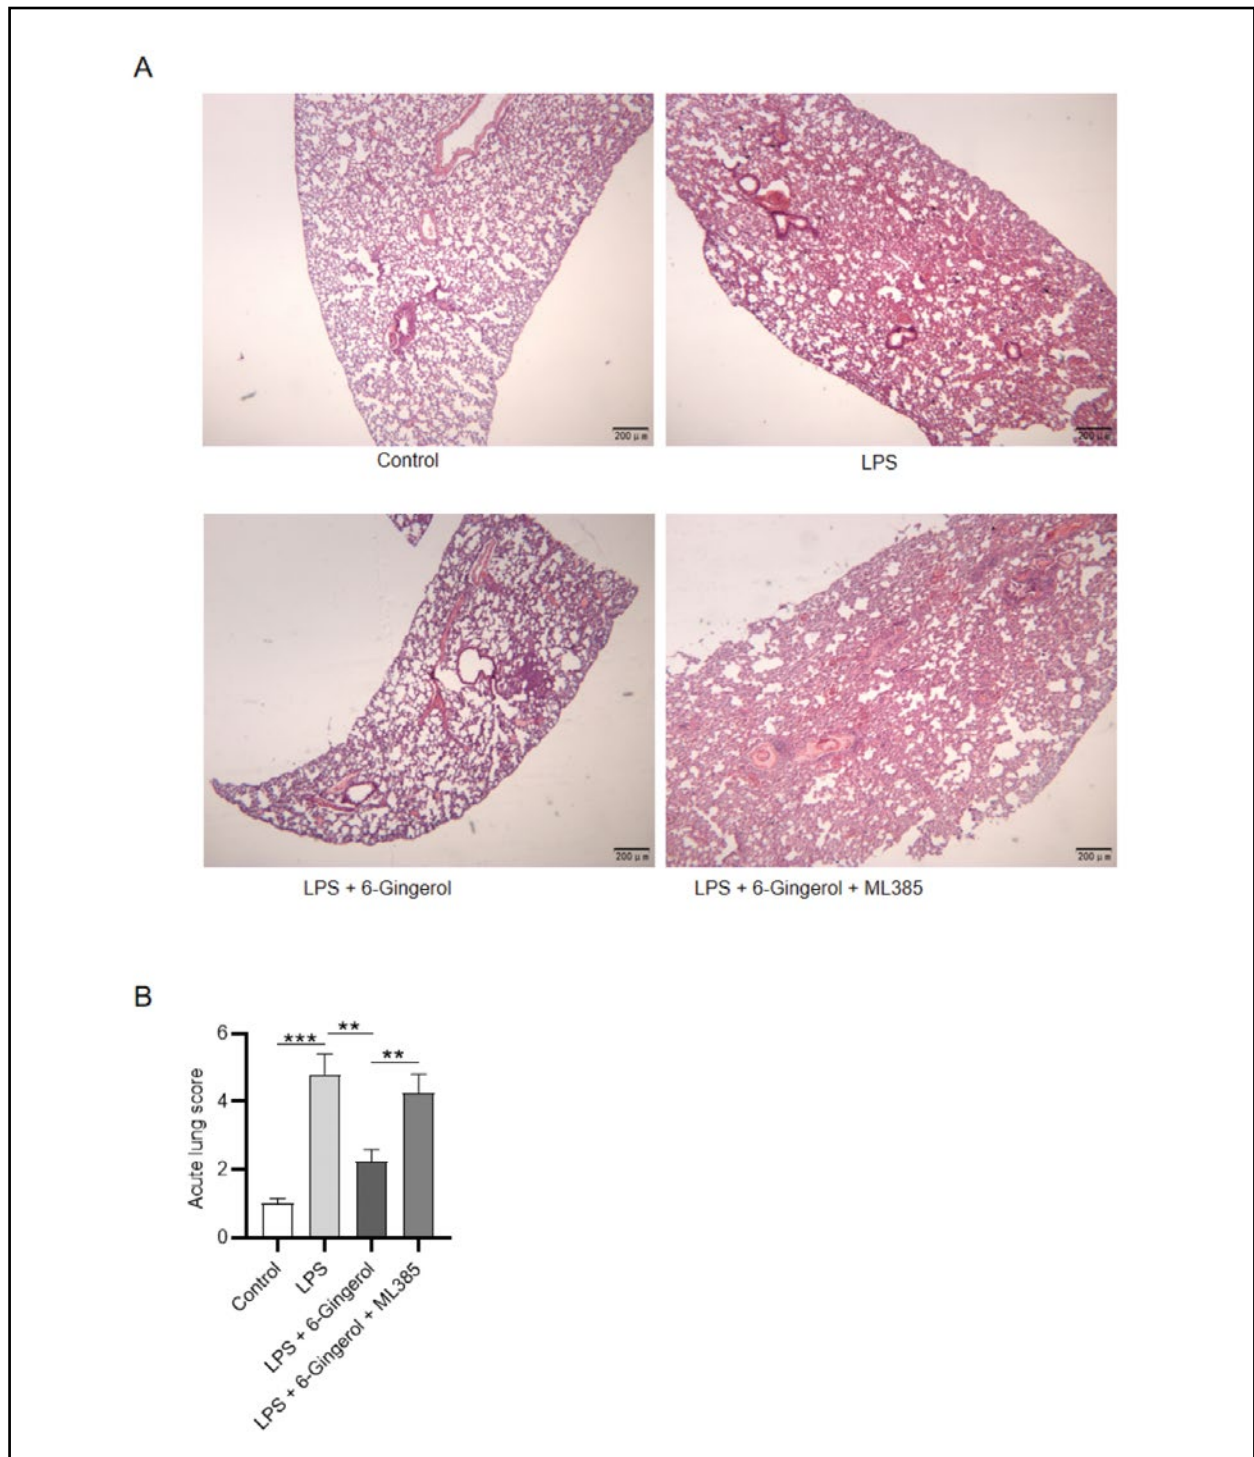 A
200 µm
200 µm
Control
LPS
200 µm
200 µm
LPS + 6-Gingerol
LPS + 6-Gingerol + ML385
B
Acute lung score
6
4
2
0
***
**
**
Control
LPS
LPS + 6-Gingerol
LPS + 6-Gingerol + ML385